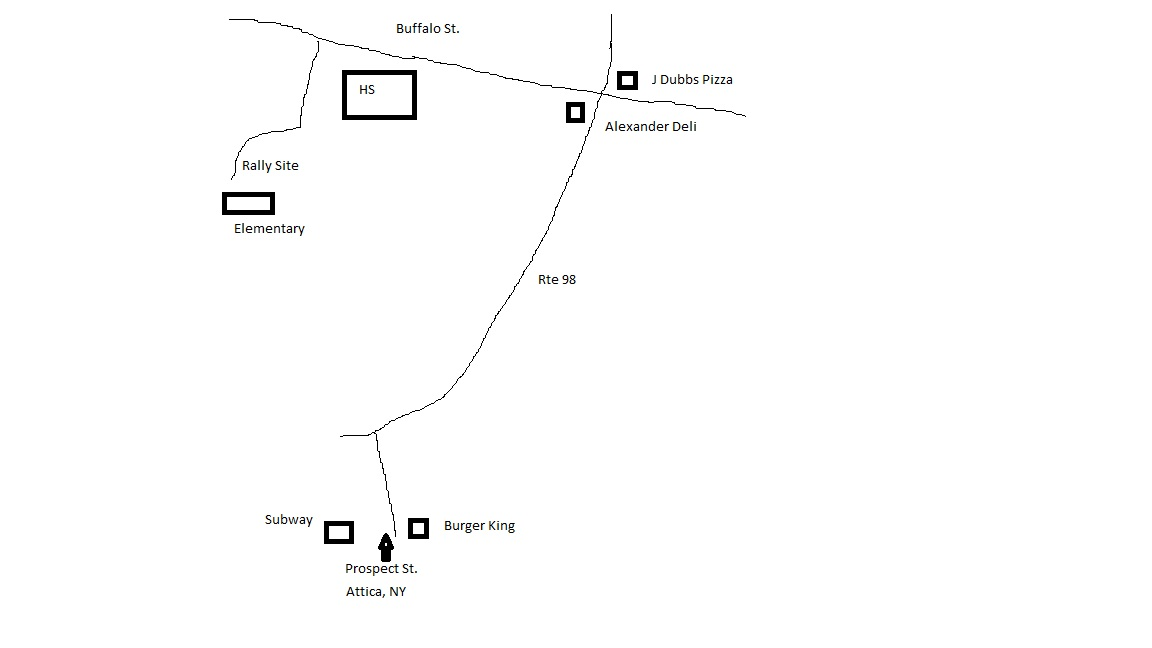 Buffalo St.
J Dubbs Pizza
HS
Alexander Deli
Rally Site
Elementary
Rte 98
Subway
Burger King
Prospect St.
Attica, NY